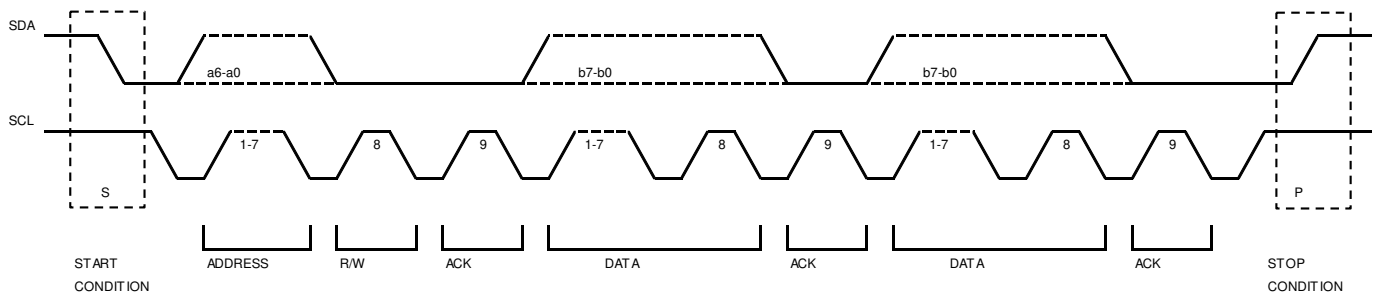 SDA
a6-a0 b7-b0 b7-b0
SCL
1-7 8 9 1-7 8 9 1-7 8 9
S P
START CONDITION
ADDRESS
R/W
ACK
DATA
ACK
DATA
ACK
STOP CONDITION